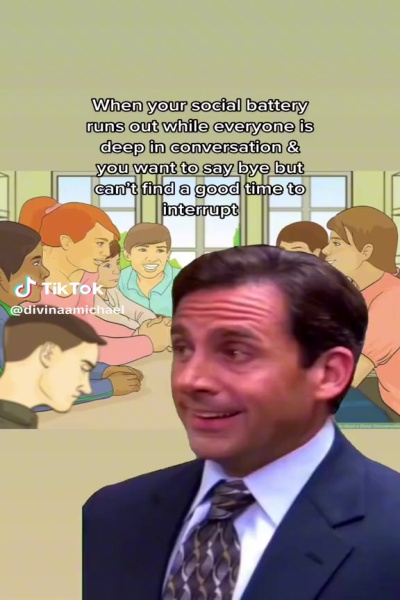 When your social battery
runs out while everyone is
deep in conversation &
you want to say bye but
can't find a good time to
interrupt
TikTok
@divinaamichael